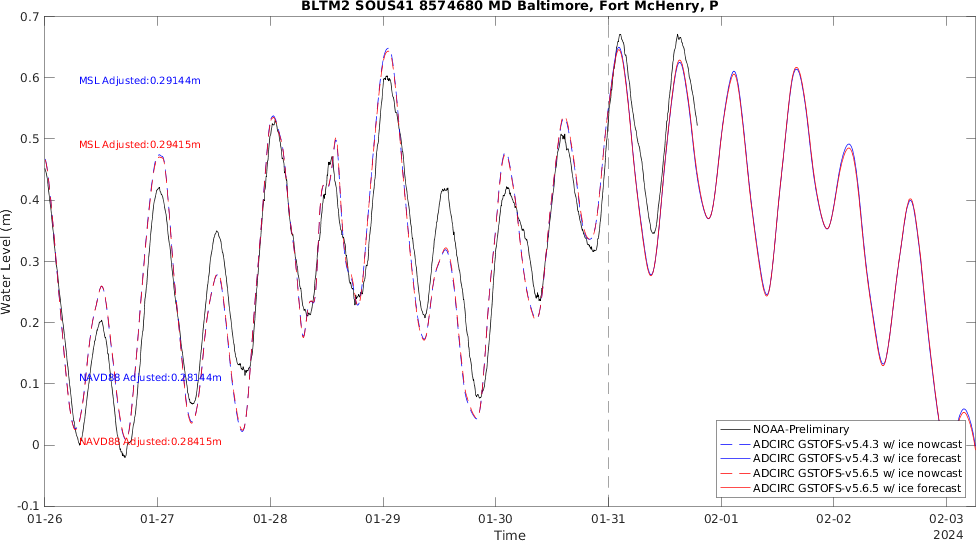 BLTM2 SOUS41 8574680 MD Baltimore, Fort McHenry, P
0.7
0.6
0.5
0.4
0.3
0.2
0.1
0
-0.1
Water Level (m)
MSL Adjusted:0.29144m
MSL Adjusted:0.29415m
NAVD88 Adjusted:0.28144m
NAVD88 Adjusted:0.28415m
NOAA-Preliminary
ADCIRC GSTOFS-v5.4.3 w/ ice nowcast
ADCIRC GSTOFS-v5.4.3 w/ ice forecast
ADCIRC GSTOFS-v5.6.5 w/ ice nowcast
ADCIRC GSTOFS-v5.6.5 w/ ice forecast
01-26 01-27 01-28 01-29 01-30 01-31 02-01 02-02 02-03
Time
2024